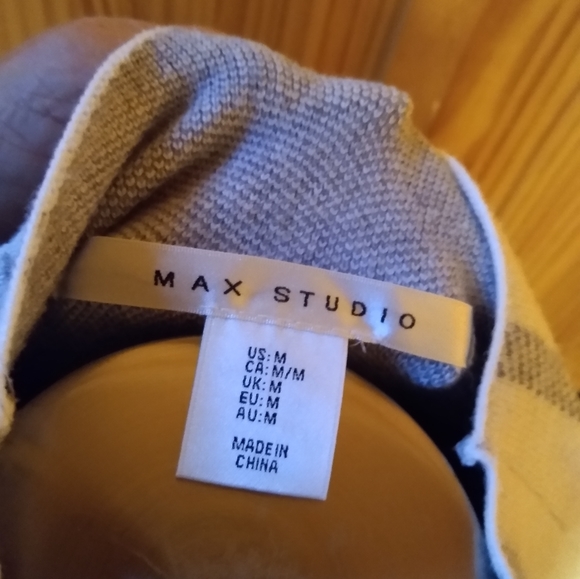 MAX STUDIO
US: M
CA: M/M
UK: M
EU: M
AU: M
MADE IN
CHINA